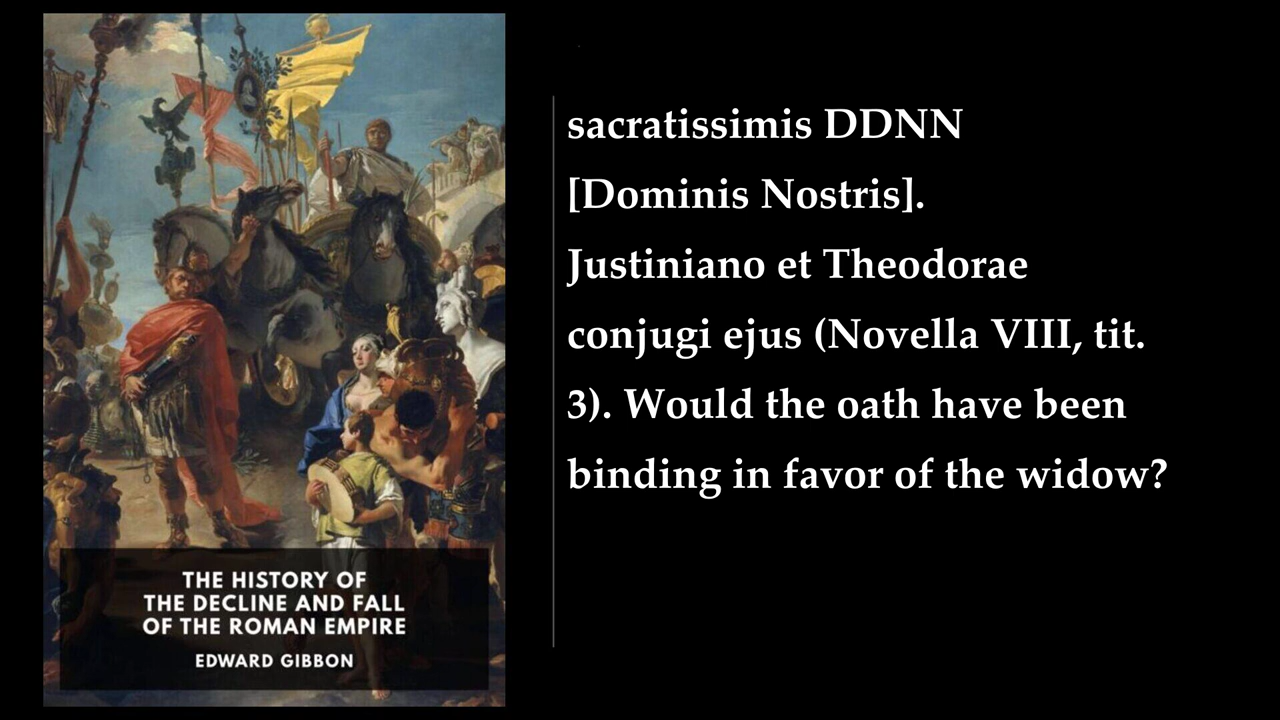 THE HISTORY OF
THE DECLINE AND FALL
OF THE ROMAN EMPIRE
EDWARD GIBBON
sacratissimis DDNN
[Dominis Nostris].
Justiniano et Theodorae
conjugi ejus (Novella VIII, tit.
3). Would the oath have been
binding in favor of the widow?